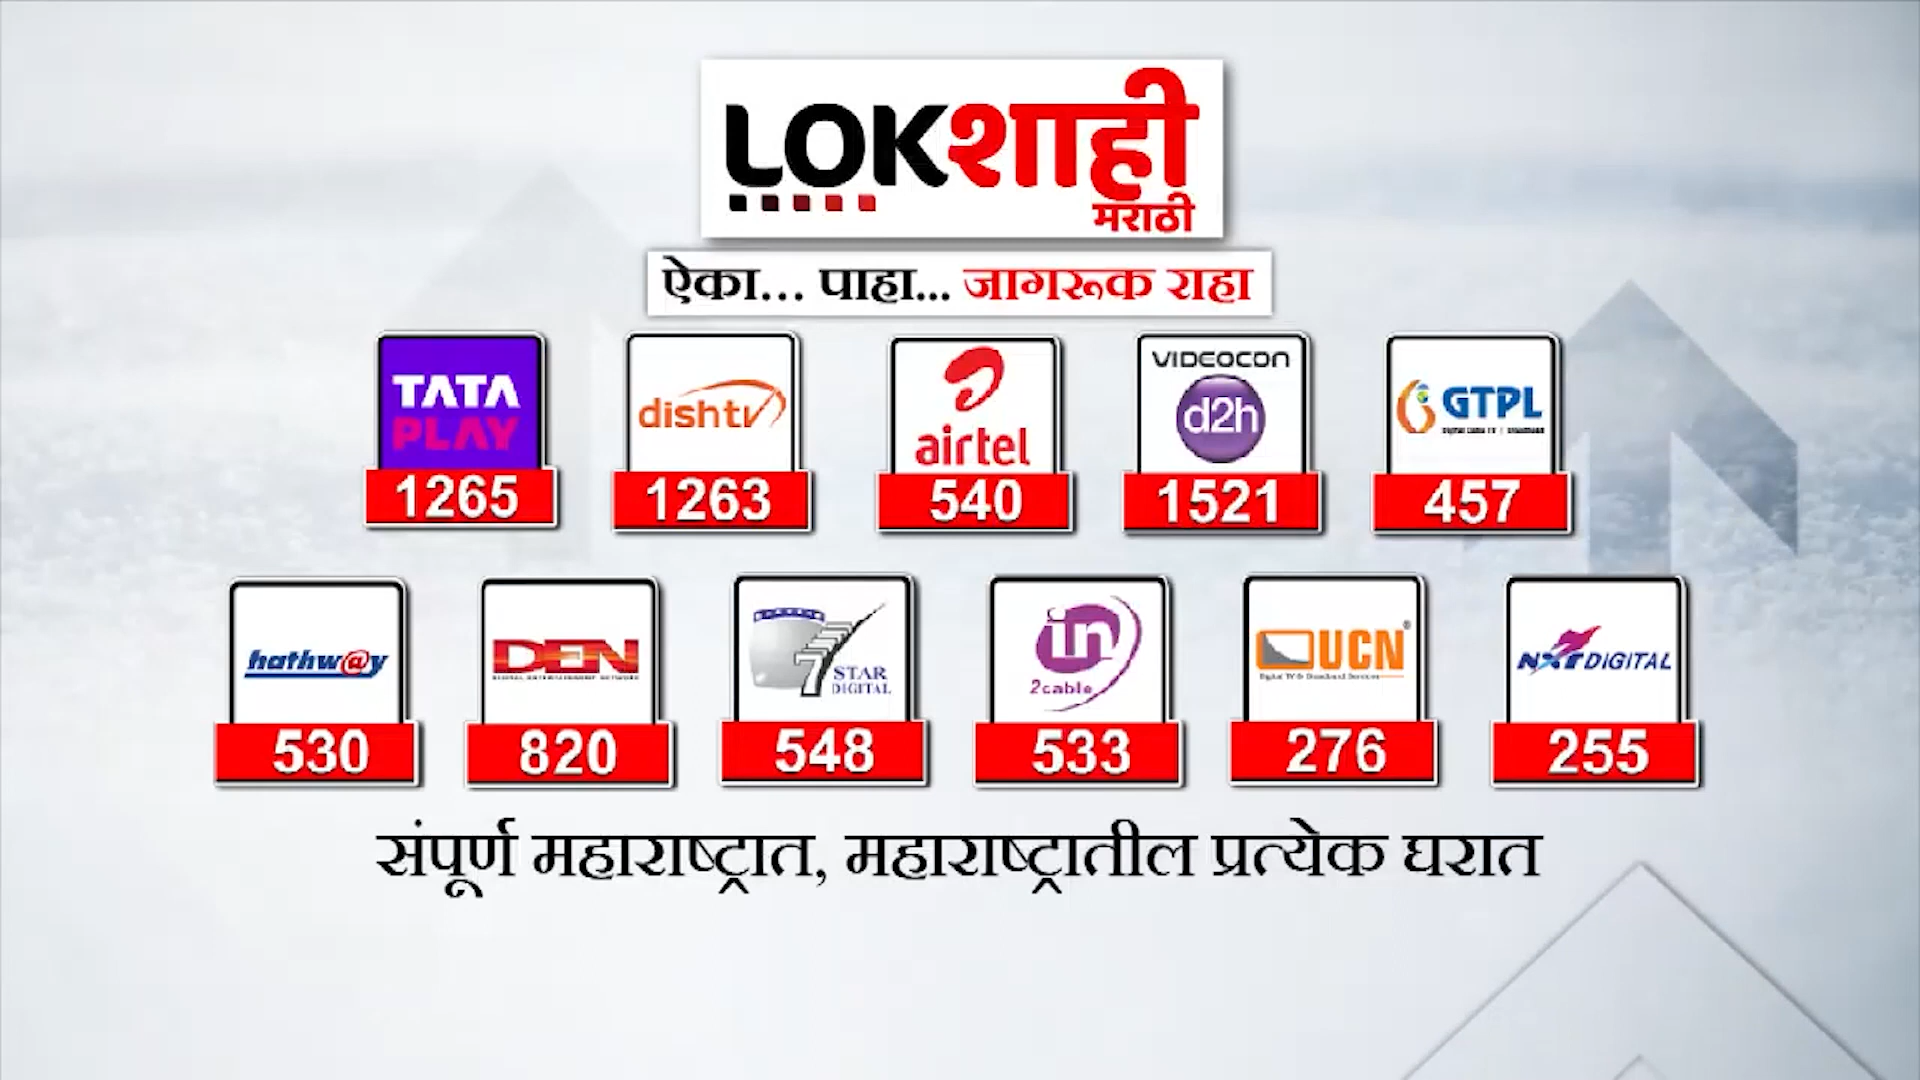 LOKशाही
मराठी
ऐका... पाहा... जागरूक राहा
TATA
PLAY
1265
dishtv
1263
airtel
540
VIDEOCON
d2h
1521
GTPL
457
hathw@y
530
DEN
820
7 STAR
DIGITAL
548
in
2cable
533
UCN
276
NXTDIGITAL
255
संपूर्ण महाराष्ट्रात, महाराष्ट्रातील प्रत्येक घरात